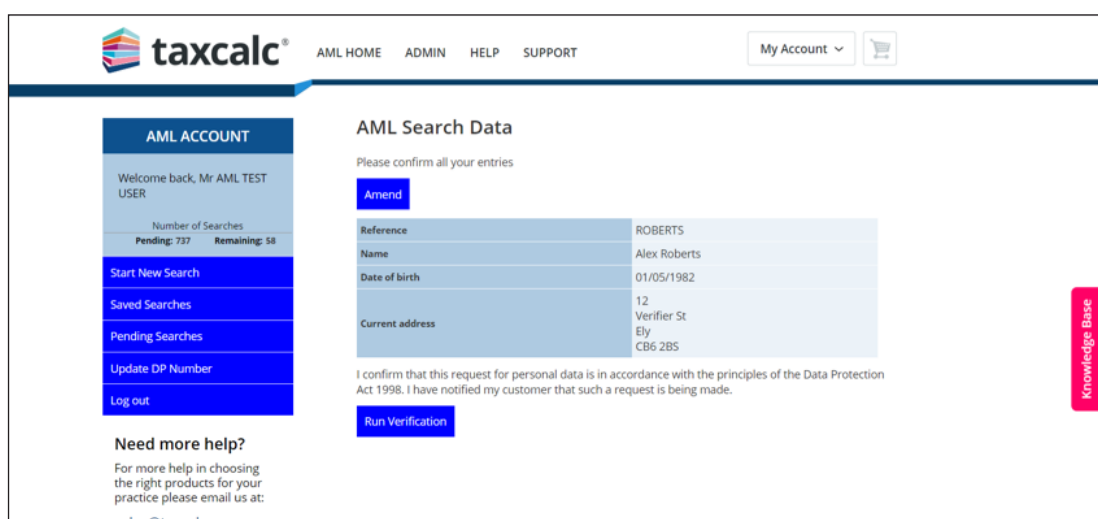 taxcalc®
AML HOME ADMIN HELP SUPPORT
My Account
AML ACCOUNT
Welcome back, Mr AML TEST
USER
Number of Searches
Pending: 737 Remaining: 58
Start New Search
Saved Searches
Pending Searches
Update DP Number
Log out
Need more help?
For more help in choosing
the right products for your
practice please email us at:
AML Search Data
Please confirm all your entries
Amend
Reference ROBERTS
Name Alex Roberts
Date of birth 01/05/1982
Current address
12
Verifier St
Ely
CB6 2BS
I confirm that this request for personal data is in accordance with the principles of the Data Protection
Act 1998. I have notified my customer that such a request is being made.
Run Verification
Knowledge Base